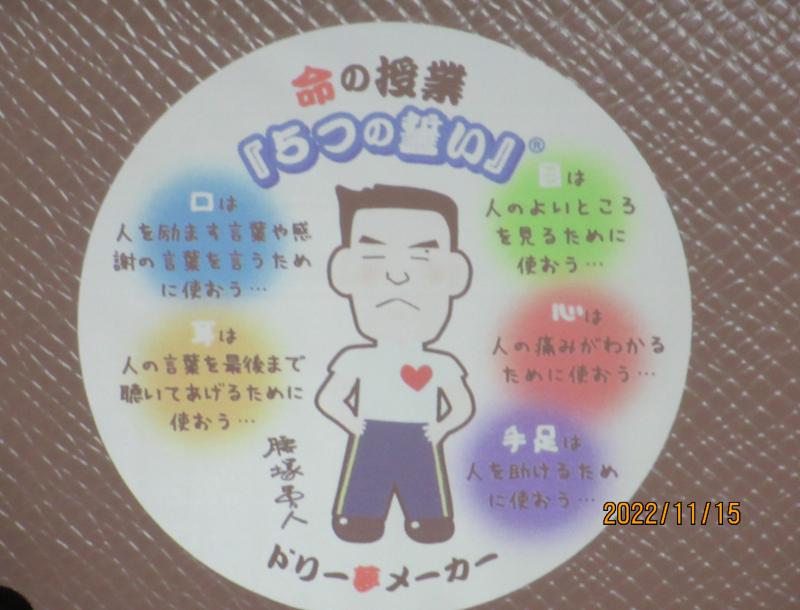 命の授業
『5つの誓い』®
口は
人を励ます言葉や感
謝の言葉を言うため
に使おう…
耳は
人の言葉を最後まで
聴いてあげるために
使おう…
目は
人のよいところ
を見るために
使おう…
心は
人の痛みがわかる
ために使おう…
手足は
人を助けるため
に使おう…
腰塚勇人
ドリー夢メーカー
2022/11/15